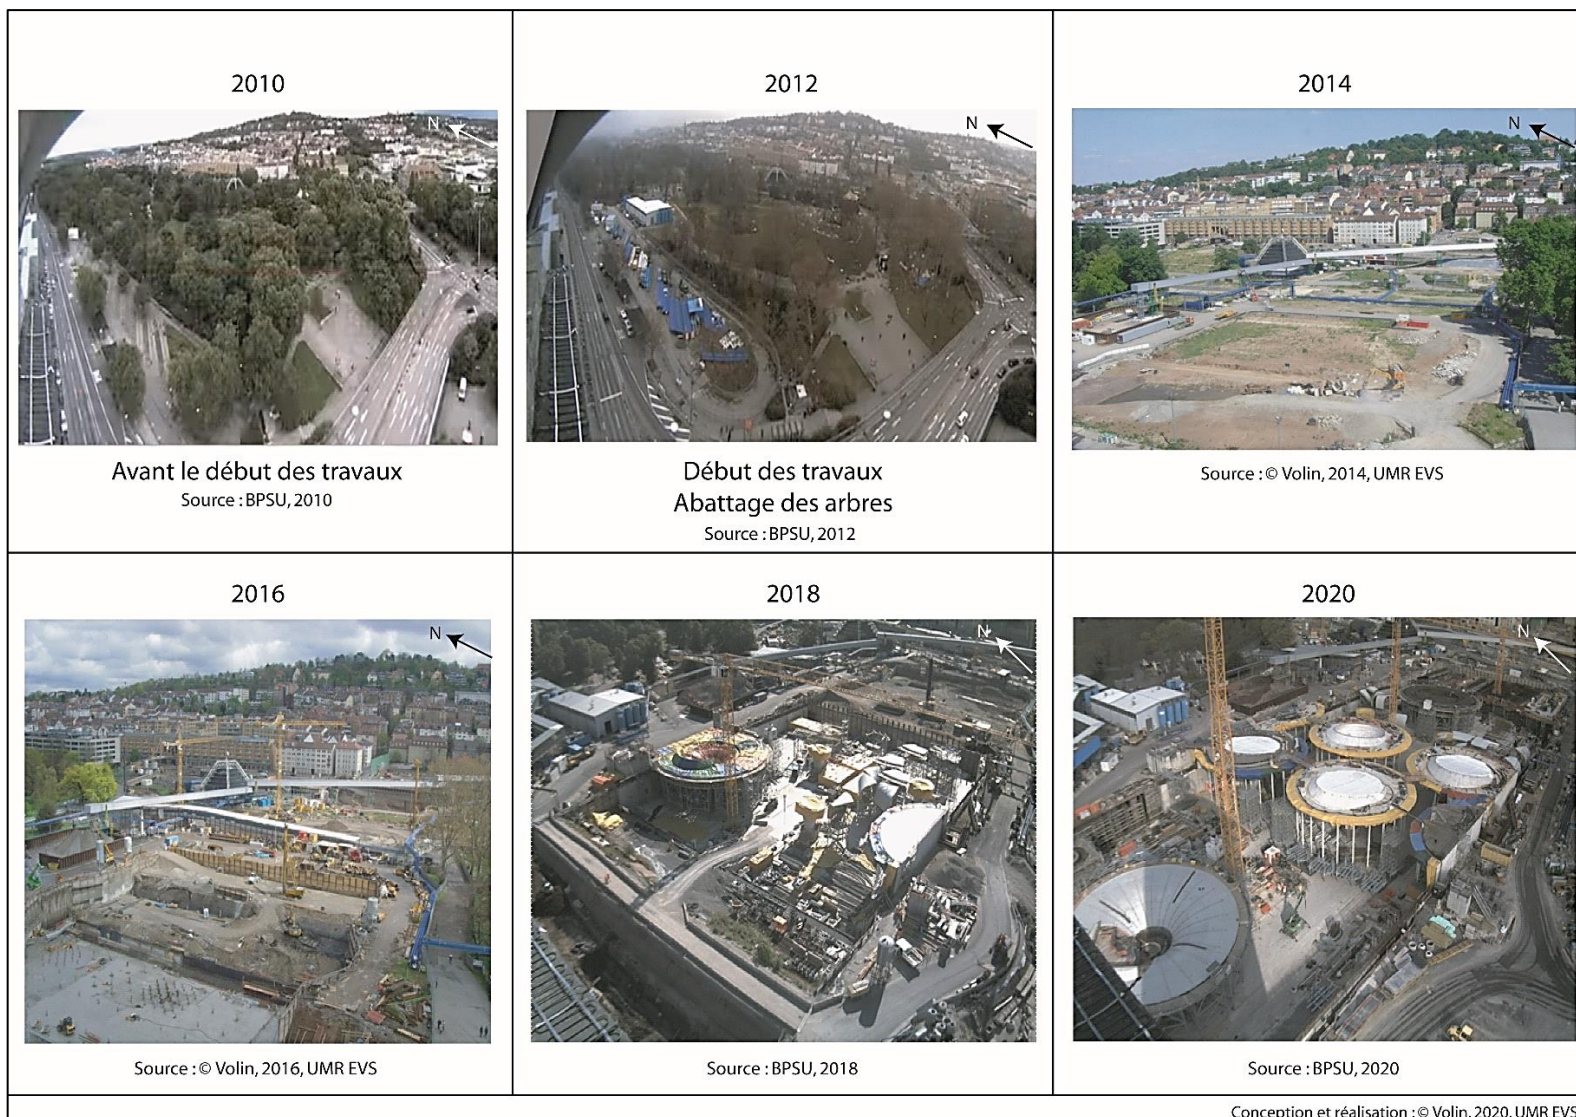 2010
N
Avant le début des travaux
Source : BPSU, 2010
2012
N
Début des travaux
Abattage des arbres
Source : BPSU, 2012
2014
N
Source : © Volin, 2014, UMR EVS
2016
N
Source : © Volin, 2016, UMR EVS
2018
N
Source : BPSU, 2018
2020
N
Source : BPSU, 2020
Conception et réalisation : © Volin, 2020, UMR EVS